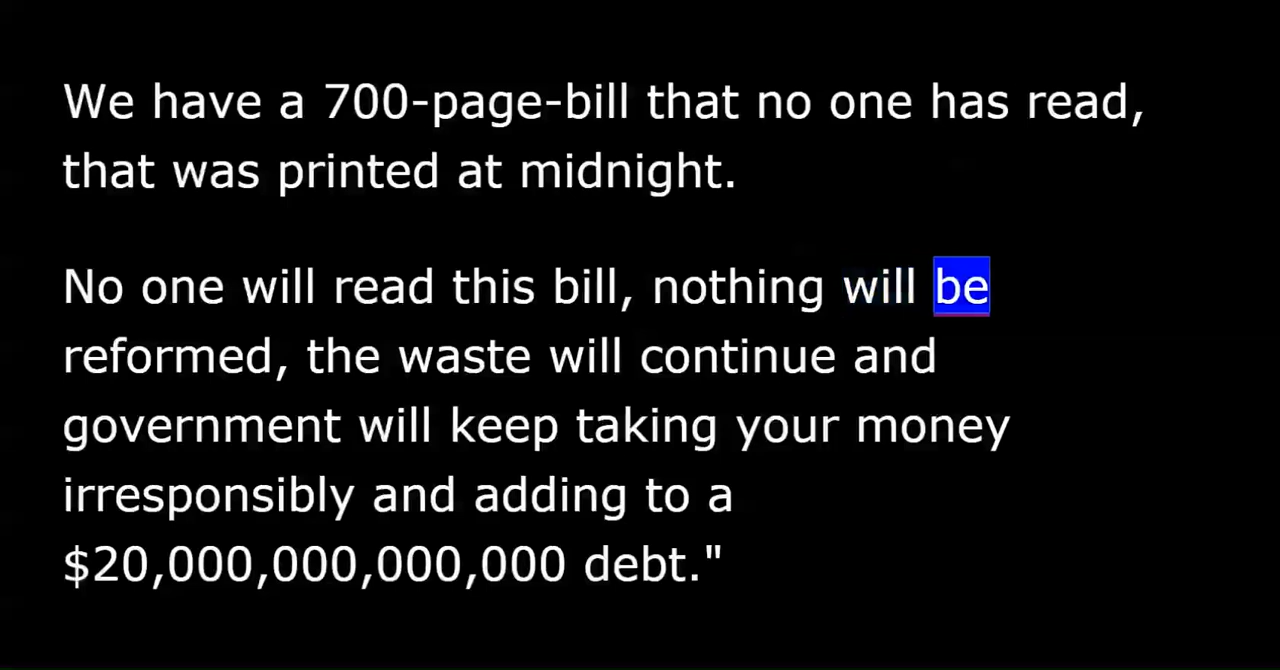 We have a 700-page-bill that no one has read,
that was printed at midnight.
No one will read this bill, nothing will be
reformed, the waste will continue and
government will keep taking your money
irresponsibly and adding to a
$20,000,000,000,000 debt."